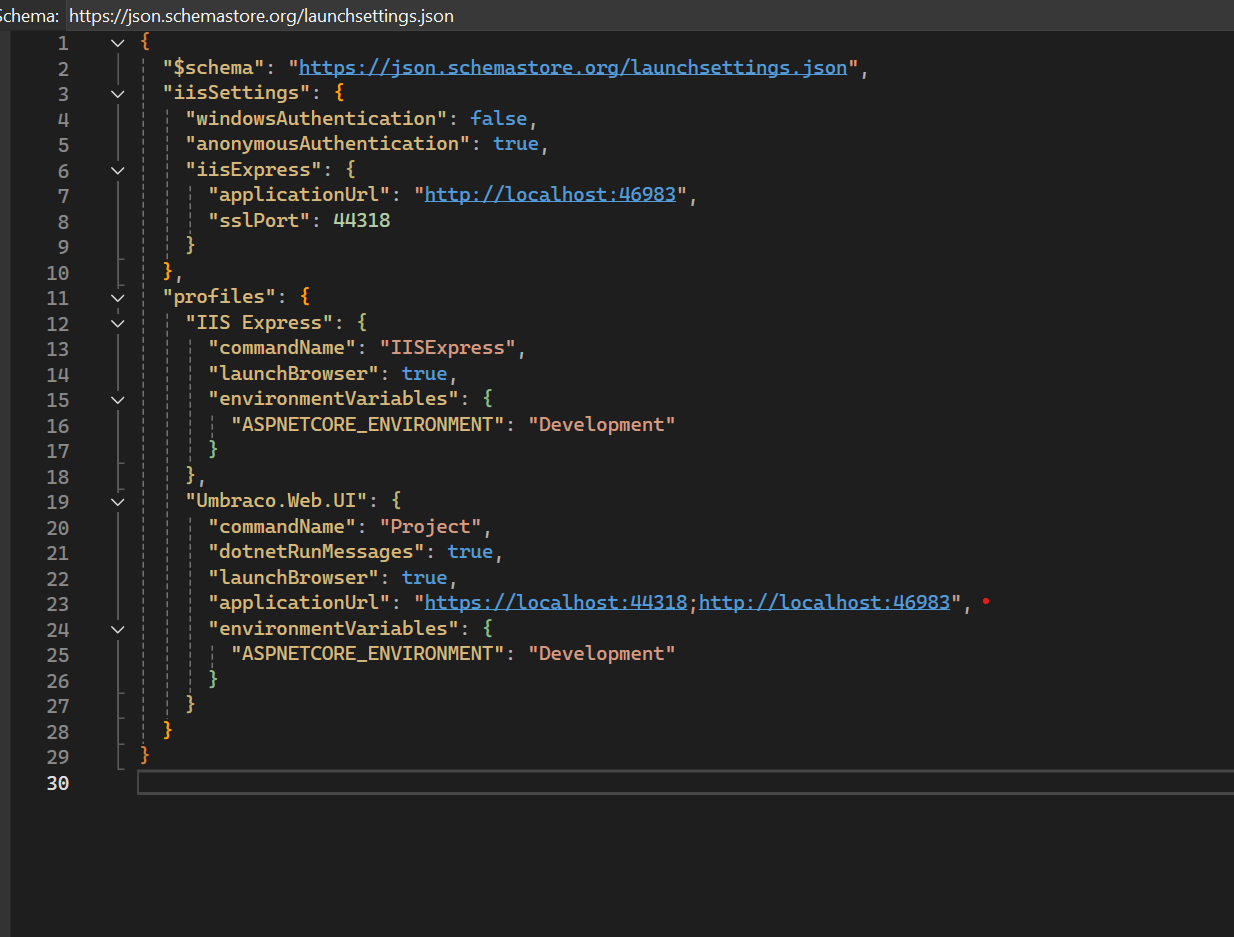 Schema: https://json.schemastore.org/launchsettings.json
1 {
2 "$schema": "https://json.schemastore.org/launchsettings.json",
3 "iisSettings": {
4 "windowsAuthentication": false,
5 "anonymousAuthentication": true,
6 "iisExpress": {
7 "applicationUrl": "http://localhost:46983",
8 "sslPort": 44318
9 }
10 },
11 "profiles": {
12 "IIS Express": {
13 "commandName": "IISExpress",
14 "launchBrowser": true,
15 "environmentVariables": {
16 "ASPNETCORE_ENVIRONMENT": "Development"
17 }
18 },
19 "Umbraco.Web.UI": {
20 "commandName": "Project",
21 "dotnetRunMessages": true,
22 "launchBrowser": true,
23 "applicationUrl": "https://localhost:44318;http://localhost:46983",
24 "environmentVariables": {
25 "ASPNETCORE_ENVIRONMENT": "Development"
26 }
27 }
28 }
29 }
30